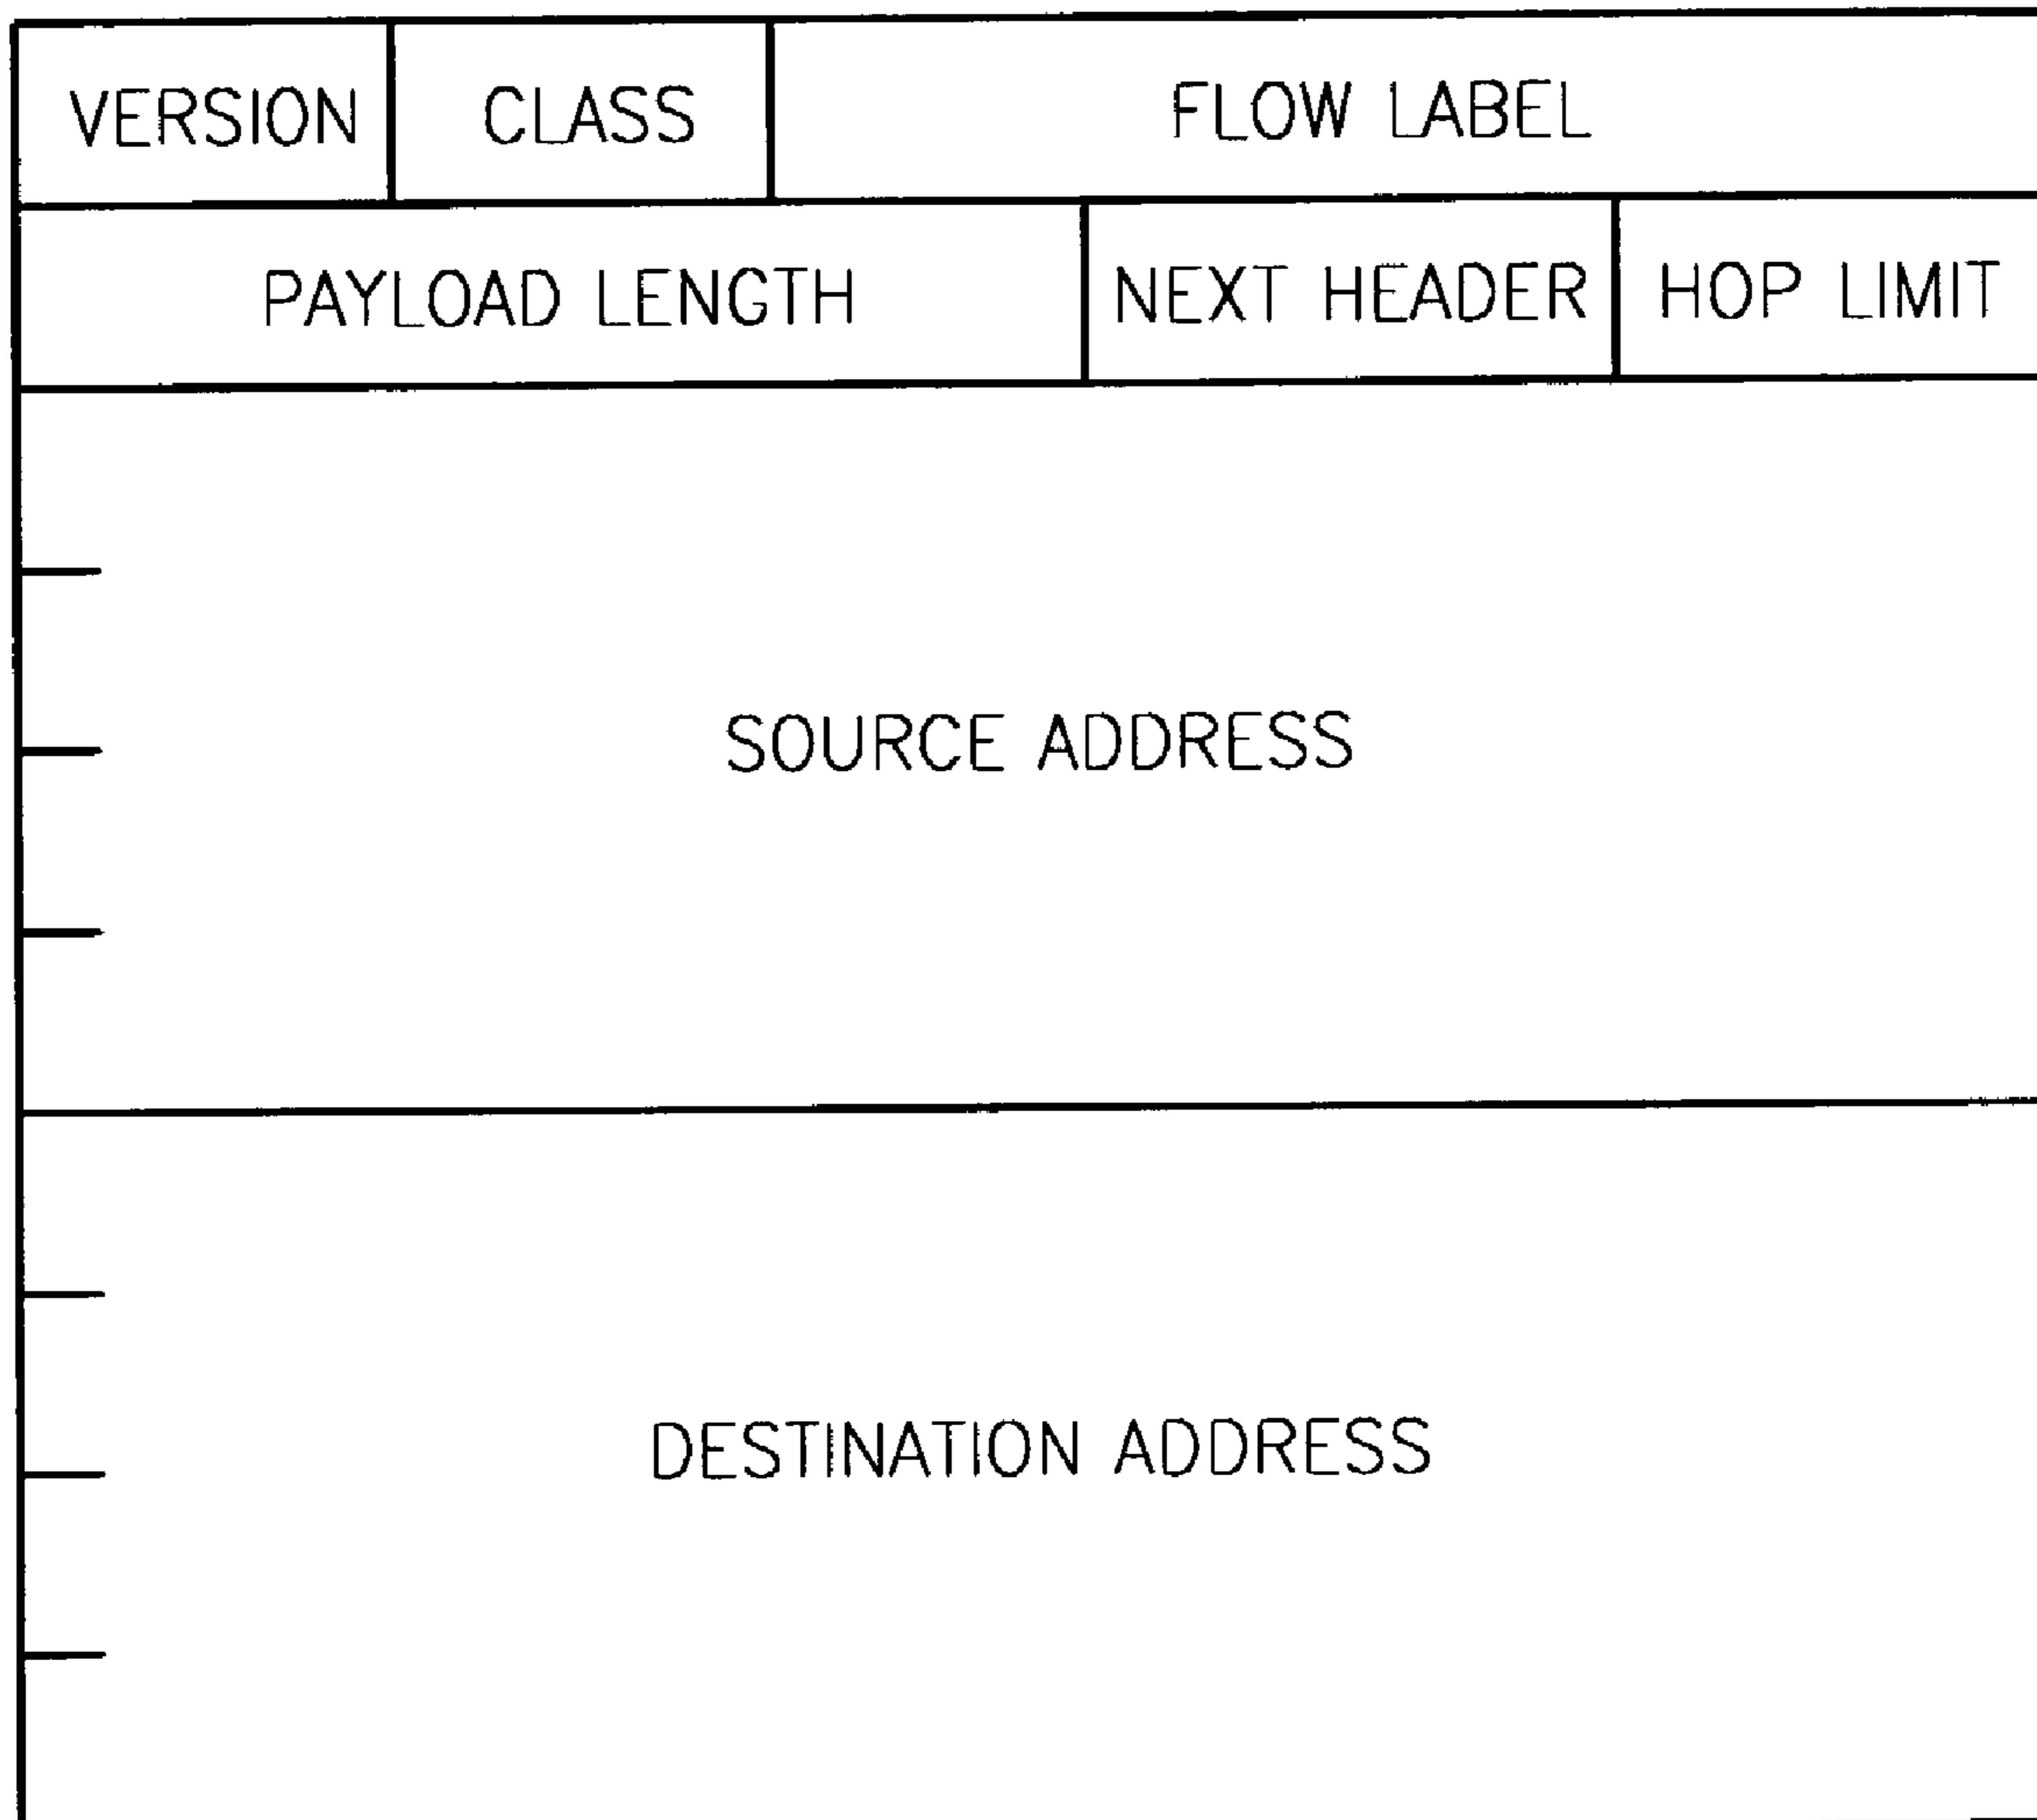 VERSION CLASS FLOW LABEL
PAYLOAD LENGTH NEXT HEADER HOP LIMIT
SOURCE ADDRESS
DESTINATION ADDRESS